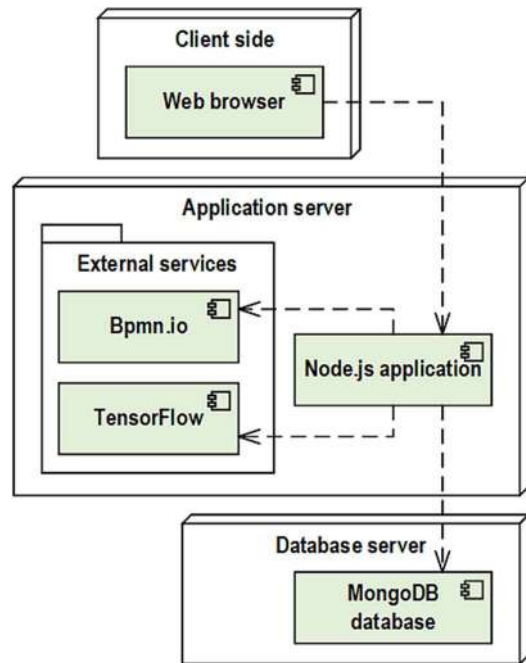 Client side
Web browser
Application server
External services
Bpmn.io
TensorFlow
Node.js application
Database server
MongoDB
database